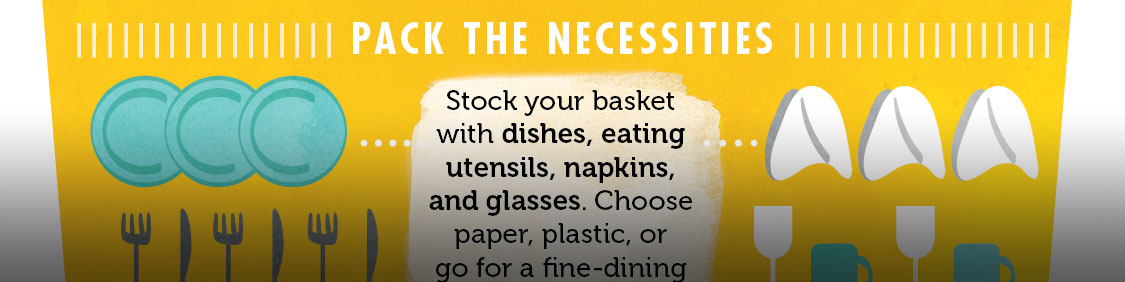 PACK THE NECESSITIES
Stock your basket
with dishes, eating
utensils, napkins,
and glasses. Choose
paper, plastic, or
go for a fine-dining